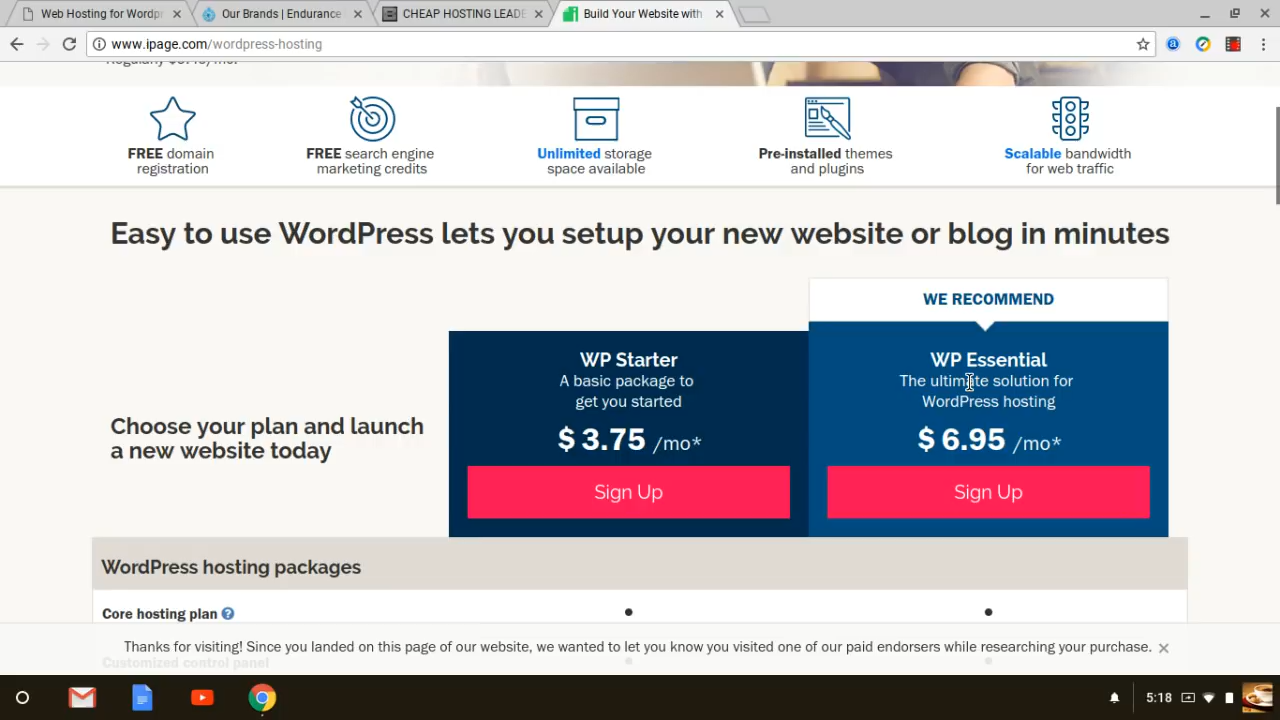 Web Hosting for Wordp
Our Brands | Endurance
CHEAP HOSTING LEADE
Build Your Website with
www.ipage.com/wordpress-hosting
FREE domain
registration
FREE search engine
marketing credits
Unlimited storage
space available
Pre-installed themes
and plugins
Scalable bandwidth
for web traffic
Easy to use WordPress lets you setup your new website or blog in minutes
WE RECOMMEND
Choose your plan and launch
a new website today
WP Starter
A basic package to
get you started
$ 3.75 /mo*
Sign Up
WP Essential
The ultimate solution for
WordPress hosting
$ 6.95 /mo*
Sign Up
WordPress hosting packages
Core hosting plan ?
Customized control panel
Thanks for visiting! Since you landed on this page of our website, we wanted to let you know you visited one of our paid endorsers while researching your purchase.
5:18